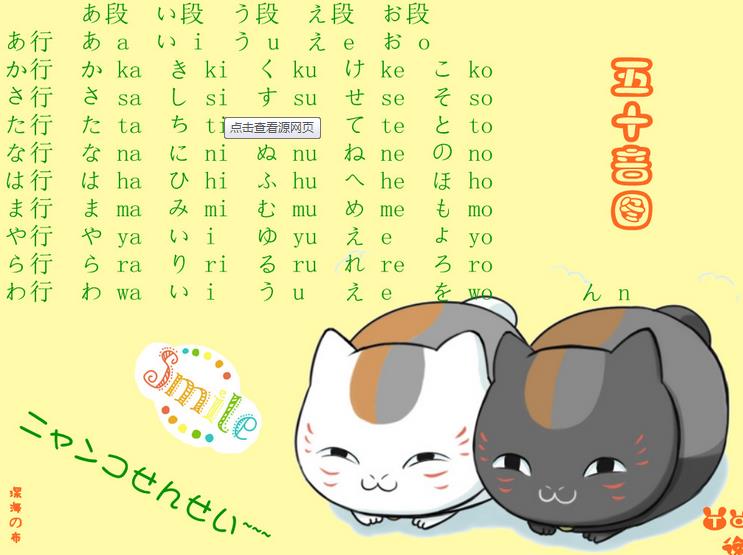 あ段 い段 う段 え段 お段
あ行 あ a い i う u え e お o
か行 か ka き ki く ku け ke こ ko
さ行 さ sa し si す su せ se そ so
た行 た ta ち ti て te と to
点击查看源网页
な行 な na に ni ぬ nu ね ne の no
は行 は ha ひ hi ふ hu へ he ほ ho
ま行 ま ma み mi む mu め me も mo
や行 や ya い i ゆ yu え e よ yo
ら行 ら ra り ri る ru れ re ろ ro
わ行 わ wa い i う u え e を wo ん n
五十音图
Smile
ニャンコせんせい~~~
深海の布